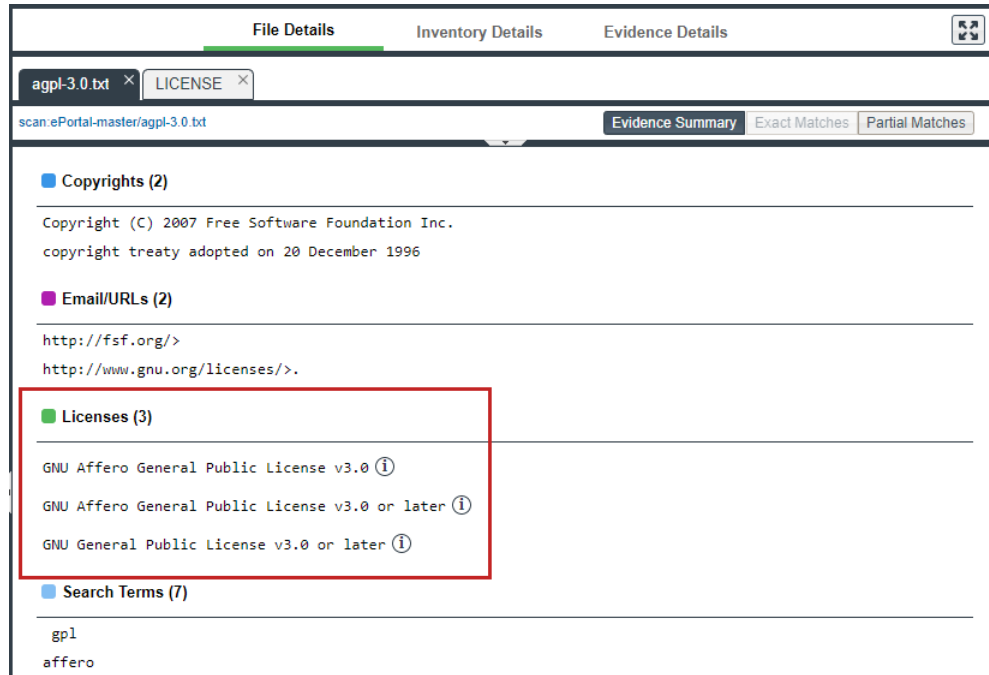 File Details Inventory Details Evidence Details
agpl-3.0.txt LICENSE
scan:ePortal-master/agpl-3.0.txt Evidence Summary Exact Matches Partial Matches
Copyrights (2)
Copyright (C) 2007 Free Software Foundation Inc.
copyright treaty adopted on 20 December 1996
Email/URLs (2)
http://fsf.org/>
http://www.gnu.org/licenses/>.
Licenses (3)
GNU Affero General Public License v3.0
GNU Affero General Public License v3.0 or later
GNU General Public License v3.0 or later
Search Terms (7)
gpl
affero